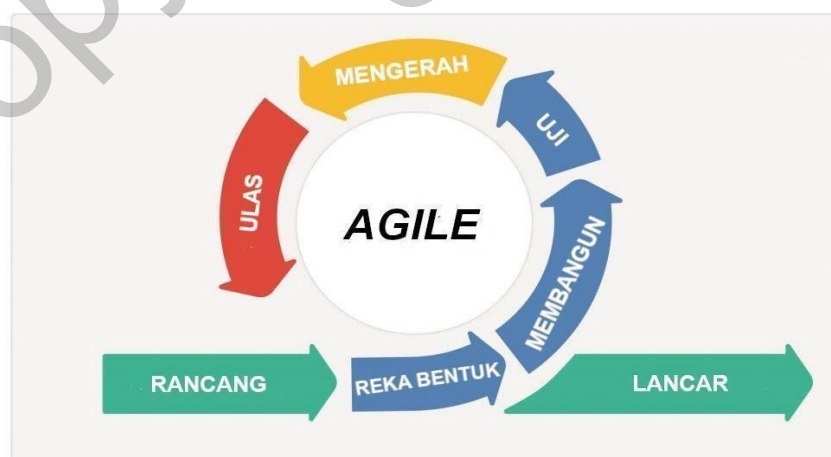 MENGERAH
UJI
ULAS
AGILE
MEMBANGUN
RANCANG
REKA BENTUK
LANCAR